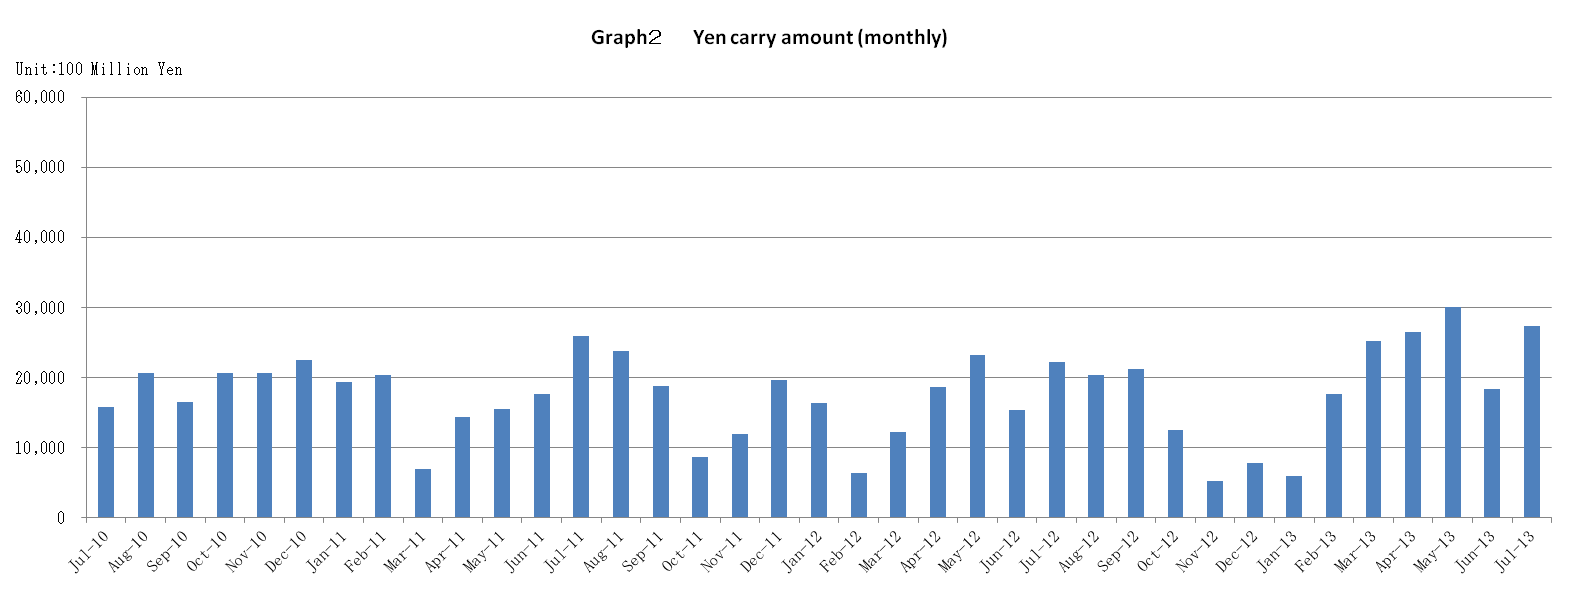 Graph２ Yen carry amount (monthly)
Unit:100 Million Yen
60,000
50,000
40,000
30,000
20,000
10,000
0
Jul-10 Aug-10 Sep-10 Oct-10 Nov-10 Dec-10 Jan-11 Feb-11 Mar-11 Apr-11 May-11 Jun-11 Jul-11 Aug-11 Sep-11 Oct-11 Nov-11 Dec-11 Jan-12 Feb-12 Mar-12 Apr-12 May-12 Jun-12 Jul-12 Aug-12 Sep-12 Oct-12 Nov-12 Dec-12 Jan-13 Feb-13 Mar-13 Apr-13 May-13 Jun-13 Jul-13